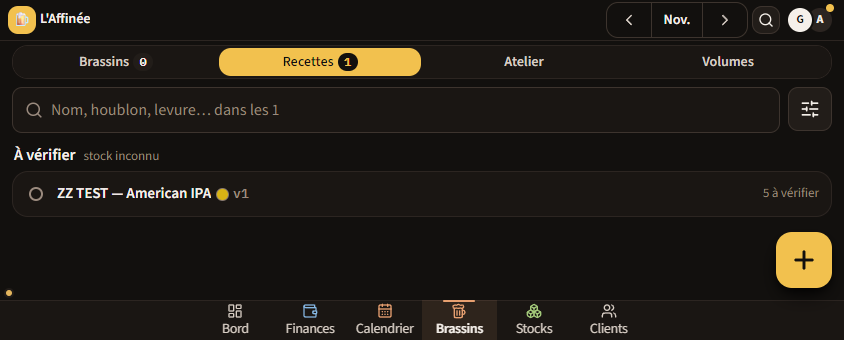 L'Affinée
Nov.
G A
Brassins 0
Recettes 1
Atelier
Volumes
Nom, houblon, levure… dans les 1
À vérifier stock inconnu
ZZ TEST — American IPA v1
5 à vérifier
Bord
Finances
Calendrier
Brassins
Stocks
Clients